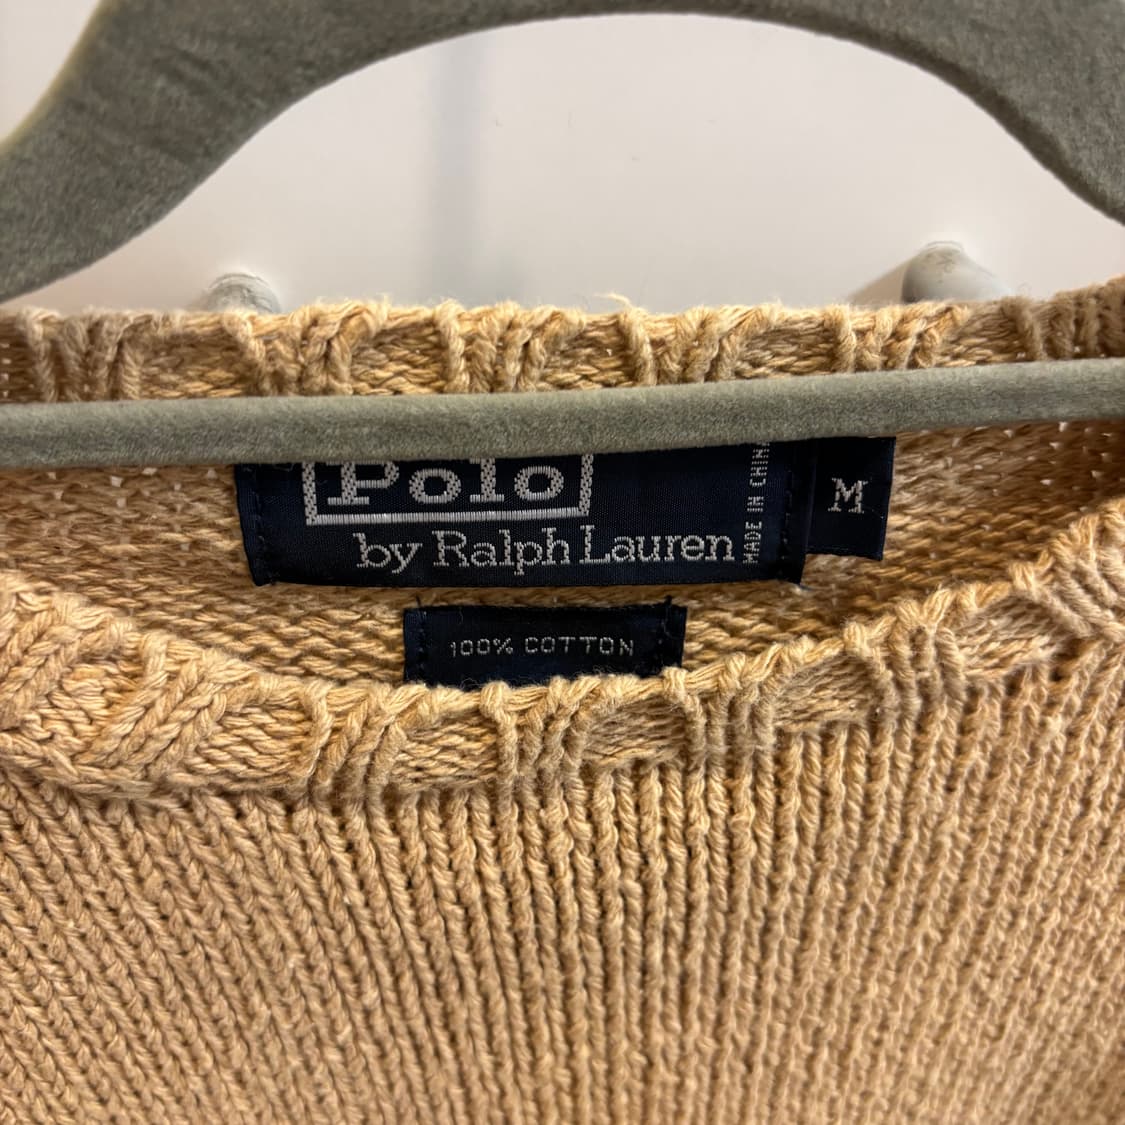 Polo
by Ralph Lauren
MADE IN CHINA
M
100% COTTON